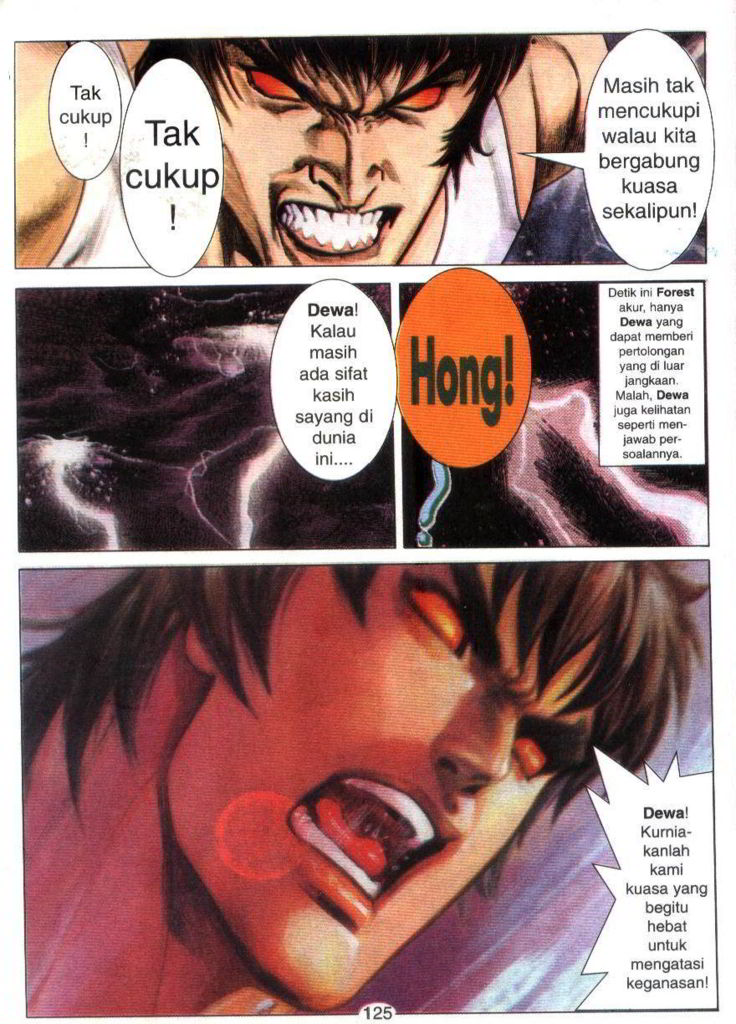 Tak
cukup
!
Tak
cukup
!
Masih tak
mencukupi
walau kita
bergabung
kuasa
sekalipun!
Dewa!
Kalau
masih
ada sifat
kasih
sayang di
dunia
ini....
Hong!
Detik ini Forest
akur, hanya
Dewa yang
dapat memberi
pertolongan
yang di luar
jangkaan.
Malah, Dewa
juga kelihatan
seperti men-
jawab per-
soalannya.
Dewa!
Kurnia-
kanlah
kami
kuasa yang
begitu
hebat
untuk
mengatasi
keganasan!
125